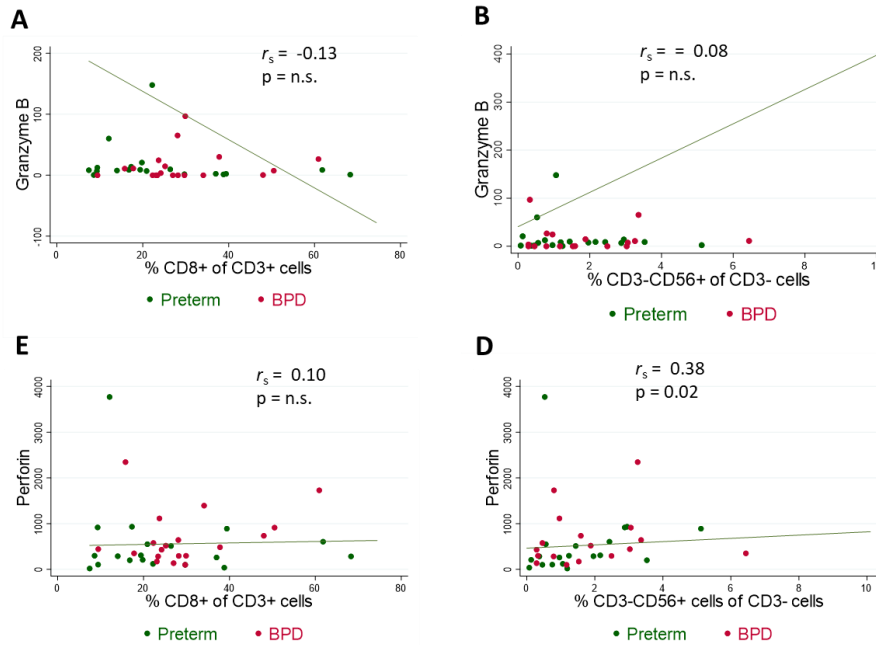 A
rs = -0.13
p = n.s.
200
100
0
-100
Granzyme B
0 20 40 60 80
% CD8+ of CD3+ cells
Preterm BPD
B
rs = = 0.08
p = n.s.
400
300
200
100
0
Granzyme B
0 2 4 6 8 10
% CD3-CD56+ of CD3- cells
Preterm BPD
E
rs = 0.10
p = n.s.
4000
3000
2000
1000
0
Perforin
0 20 40 60 80
% CD8+ of CD3+ cells
Preterm BPD
D
rs = 0.38
p = 0.02
4000
3000
2000
1000
0
Perforin
0 2 4 6 8 10
% CD3-CD56+ cells of CD3- cells
Preterm BPD